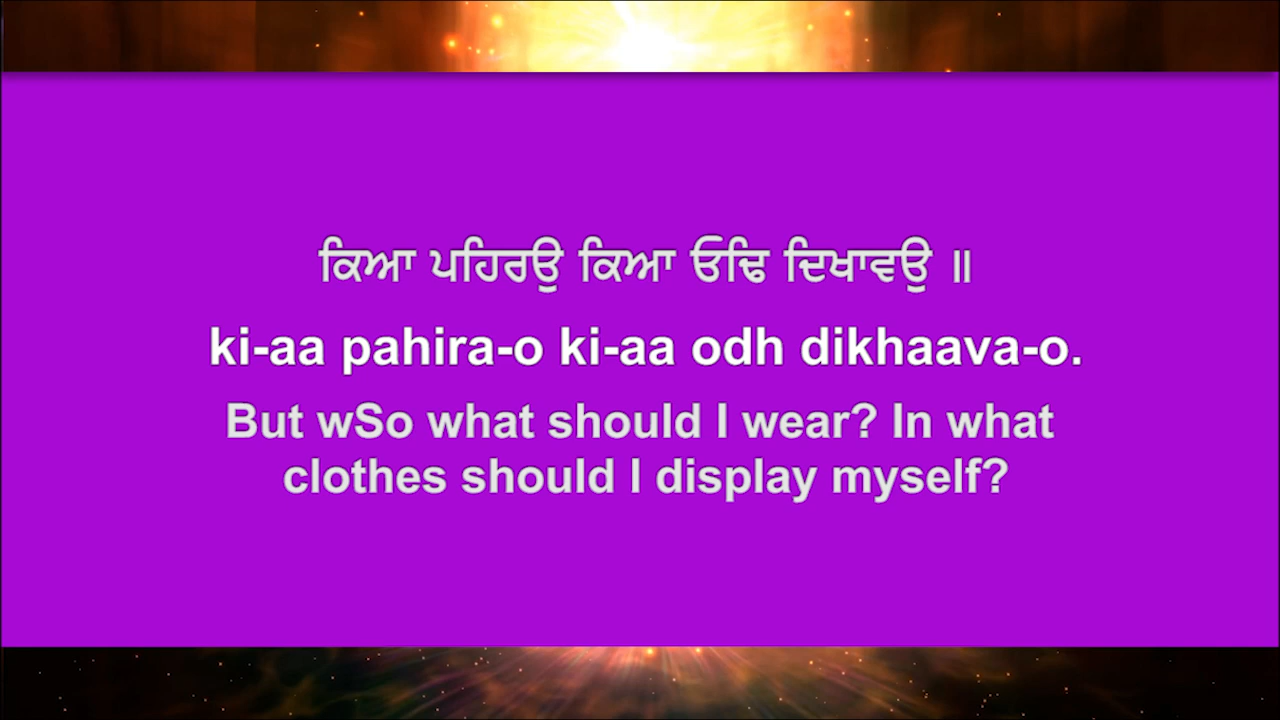 ਕਿਆ ਪਹਿਰਉ ਕਿਆ ਓਢਿ ਦਿਖਾਵਉ ॥
ki-aa pahira-o ki-aa odh dikhaava-o.
But wSo what should I wear? In what
clothes should I display myself?